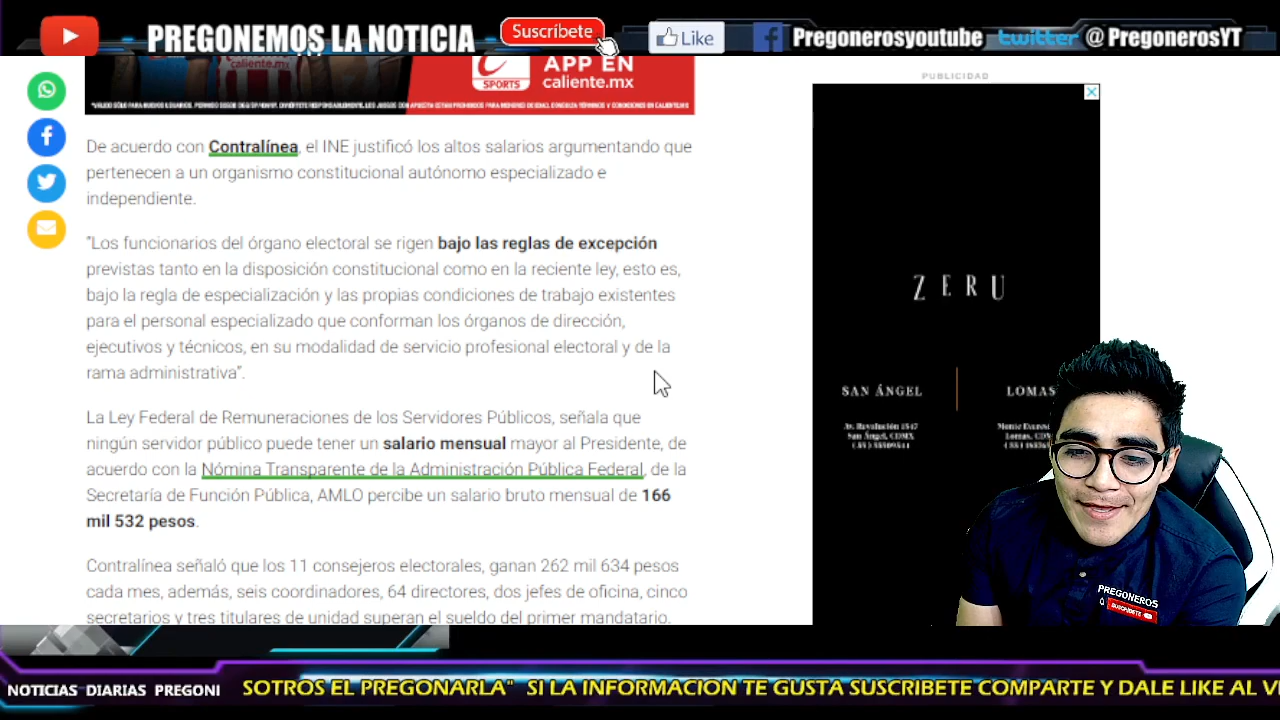 PREGONEMOS LA NOTICIA
Suscríbete
Like
Pregonerosyoutube
twitter
@PregonerosYT
SPORTS
APP EN
caliente.mx
PUBLICIDAD
De acuerdo con Contralínea, el INE justificó los altos salarios argumentando que
pertenecen a un organismo constitucional autónomo especializado e
independiente.
"Los funcionarios del órgano electoral se rigen bajo las reglas de excepción
previstas tanto en la disposición constitucional como en la reciente ley, esto es,
bajo la regla de especialización y las propias condiciones de trabajo existentes
para el personal especializado que conforman los órganos de dirección,
ejecutivos y técnicos, en su modalidad de servicio profesional electoral y de la
rama administrativa".
La Ley Federal de Remuneraciones de los Servidores Públicos, señala que
ningún servidor público puede tener un salario mensual mayor al Presidente, de
acuerdo con la Nómina Transparente de la Administración Pública Federal, de la
Secretaría de Función Pública, AMLO percibe un salario bruto mensual de 166
mil 532 pesos.
Contralínea señaló que los 11 consejeros electorales, ganan 262 mil 634 pesos
cada mes, además, seis coordinadores, 64 directores, dos jefes de oficina, cinco
secretarios y tres titulares de unidad superan el sueldo del primer mandatario.
ZERU
SAN ÁNGEL
Av. Revolución 1547
San Ángel, CDMX
LOMAS
Lomas, CDM
PREGONEROS
SUSCRIBETE
NOTICIAS DIARIAS PREGONI
SOTROS EL PREGONARLA" SI LA INFORMACION TE GUSTA SUSCRIBETE COMPARTE Y DALE LIKE AL VI